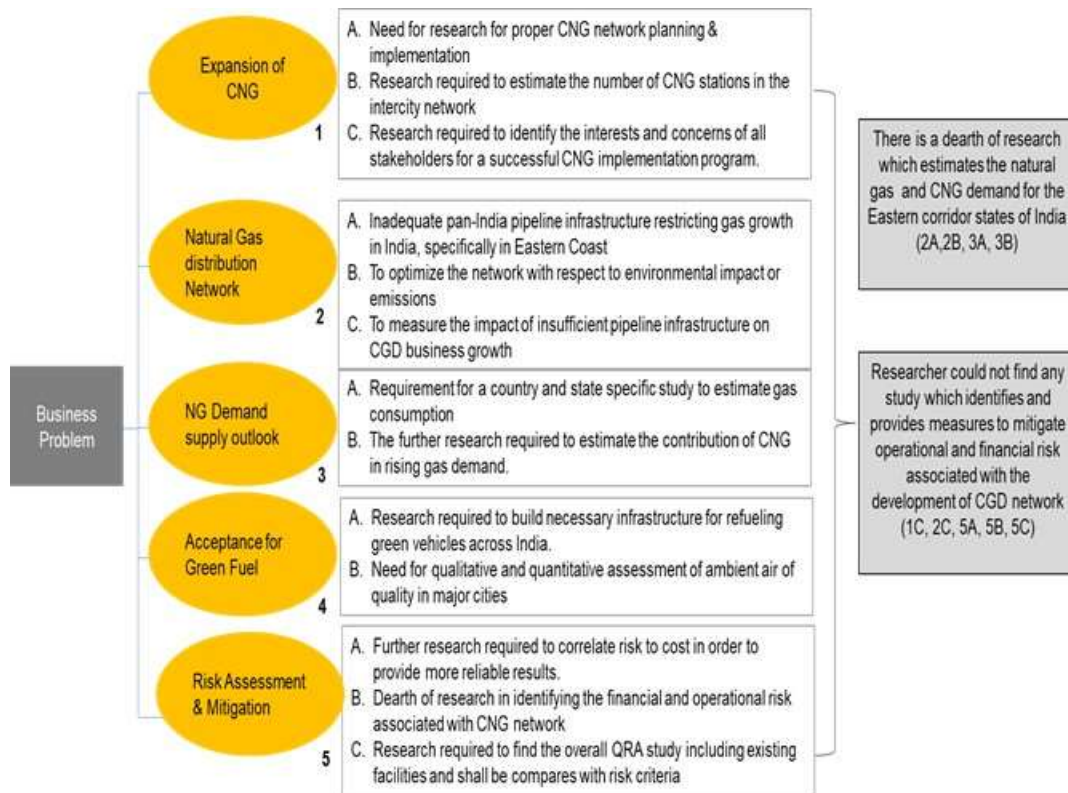 Business
Problem
Expansion of
CNG
1
A. Need for research for proper CNG network planning &
implementation
B. Research required to estimate the number of CNG stations in the
intercity network
C. Research required to identify the interests and concerns of all
stakeholders for a successful CNG implementation program.
Natural Gas
distribution
Network
2
A. Inadequate pan-India pipeline infrastructure restricting gas growth
in India, specifically in Eastern Coast
B. To optimize the network with respect to environmental impact or
emissions
C. To measure the impact of insufficient pipeline infrastructure on
CGD business growth
NG Demand
supply outlook
3
A. Requirement for a country and state specific study to estimate gas
consumption
B. The further research required to estimate the contribution of CNG
in rising gas demand.
Acceptance for
Green Fuel
4
A. Research required to build necessary infrastructure for refueling
green vehicles across India.
B. Need for qualitative and quantitative assessment of ambient air of
quality in major cities
Risk Assessment
& Mitigation
5
A. Further research required to correlate risk to cost in order to
provide more reliable results.
B. Dearth of research in identifying the financial and operational risk
associated with CNG network
C. Research required to find the overall QRA study including existing
facilities and shall be compares with risk criteria
There is a dearth of research
which estimates the natural
gas and CNG demand for the
Eastern corridor states of India
(2A,2B, 3A, 3B)
Researcher could not find any
study which identifies and
provides measures to mitigate
operational and financial risk
associated with the
development of CGD network
(1C, 2C, 5A, 5B, 5C)